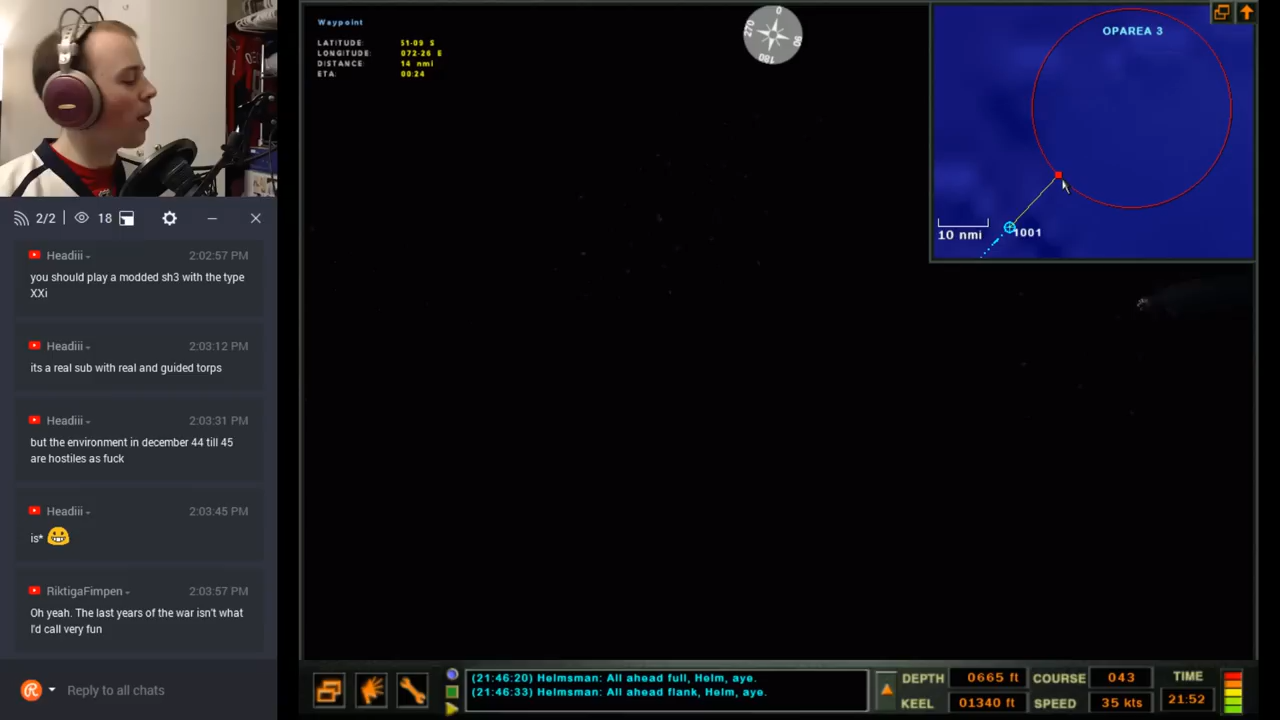 2/2 18
Headiii 2:02:57 PM
you should play a modded sh3 with the type
XXi
Headiii 2:03:12 PM
its a real sub with real and guided torps
Headiii 2:03:31 PM
but the environment in december 44 till 45
are hostiles as fuck
Headiii 2:03:45 PM
is* 😀
RiktigaFimpen 2:03:57 PM
Oh yeah. The last years of the war isn't what
I'd call very fun
Reply to all chats
Waypoint
LATITUDE: 51-09 S
LONGITUDE: 072-26 E
DISTANCE: 14 nmi
ETA: 00:24
0
270 90
180
OPAREA 3
10 nmi
1001
(21:46:20) Helmsman: All ahead full, Helm, aye.
(21:46:33) Helmsman: All ahead flank, Helm, aye.
DEPTH 0665 ft COURSE 043 TIME
KEEL 01340 ft SPEED 35 kts 21:52